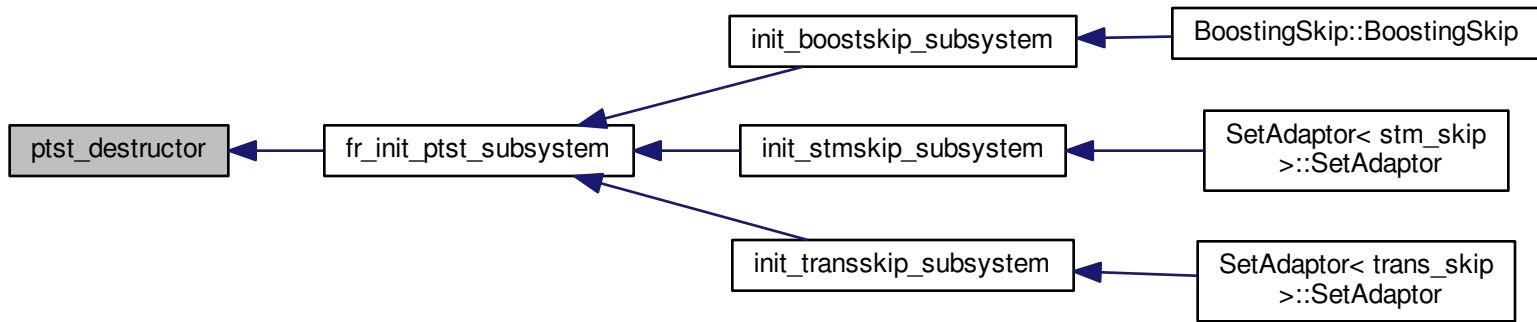 init_boostskip_subsystem
BoostingSkip::BoostingSkip
ptst_destructor
fr_init_ptst_subsystem
init_stmskip_subsystem
SetAdaptor< stm_skip
>::SetAdaptor
init_transskip_subsystem
SetAdaptor< trans_skip
>::SetAdaptor